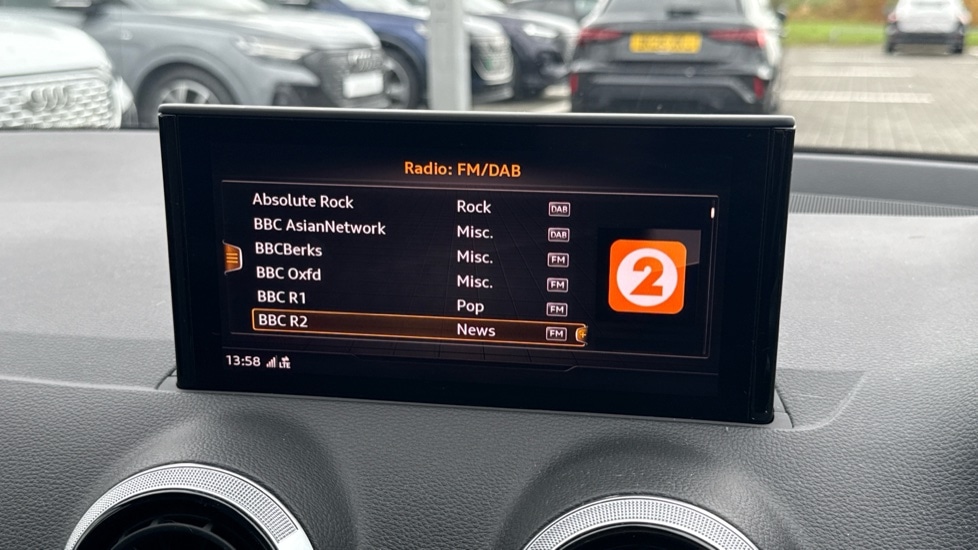 Radio: FM/DAB
Absolute Rock Rock DAB
BBC AsianNetwork Misc. DAB
BBCBerks Misc. FM
BBC Oxfd Misc. FM
BBC R1 Pop FM
BBC R2 News FM
2
13:58 LTE